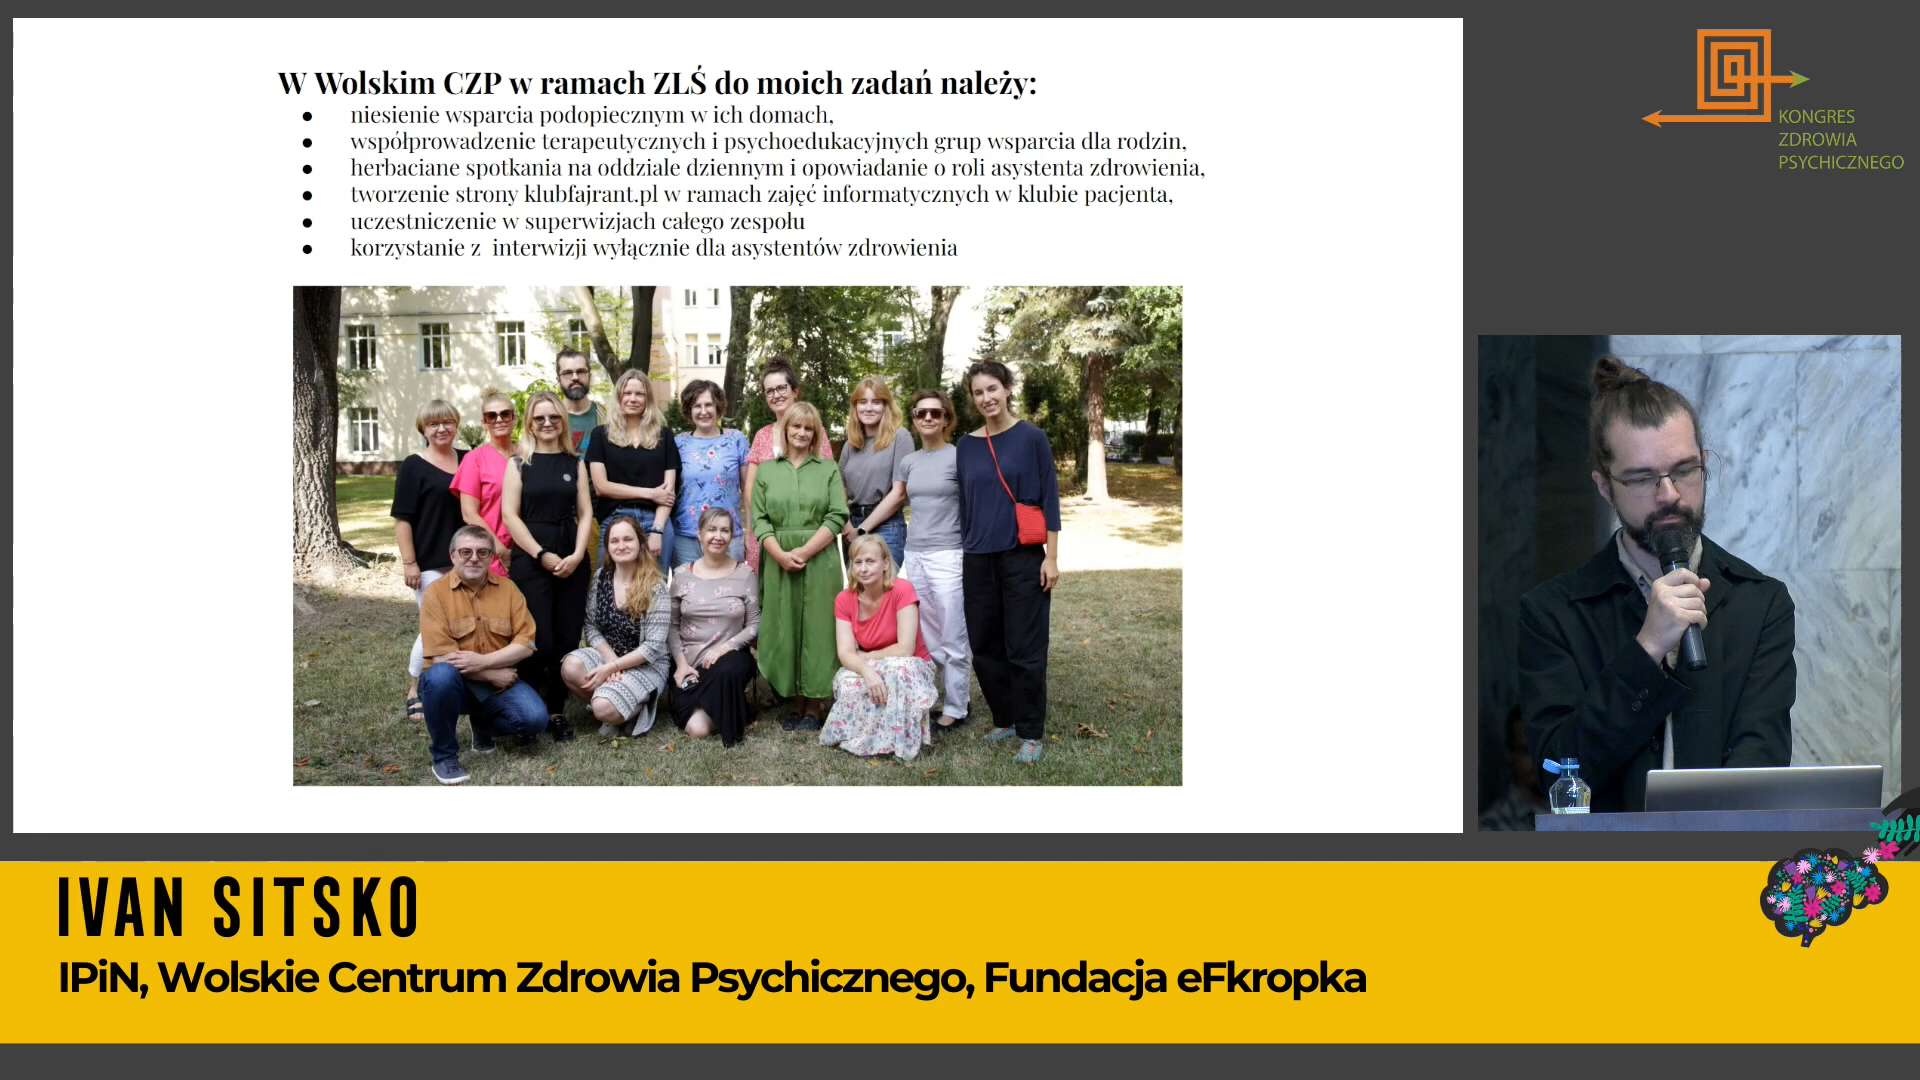 W Wolskim CZP w ramach ZLŚ do moich zadań należy:
● niesienie wsparcia podopiecznym w ich domach,
● współprowadzenie terapeutycznych i psychoedukacyjnych grup wsparcia dla rodzin,
● herbaciane spotkania na oddziale dziennym i opowiadanie o roli asystenta zdrowienia,
● tworzenie strony klubfajrant.pl w ramach zajęć informatycznych w klubie pacjenta,
● uczestniczenie w superwizjach całego zespołu
● korzystanie z interwizji wyłącznie dla asystentów zdrowienia
KONGRES
ZDROWIA
PSYCHICZNEGO
IVAN SITSKO
IPiN, Wolskie Centrum Zdrowia Psychicznego, Fundacja eFkropka